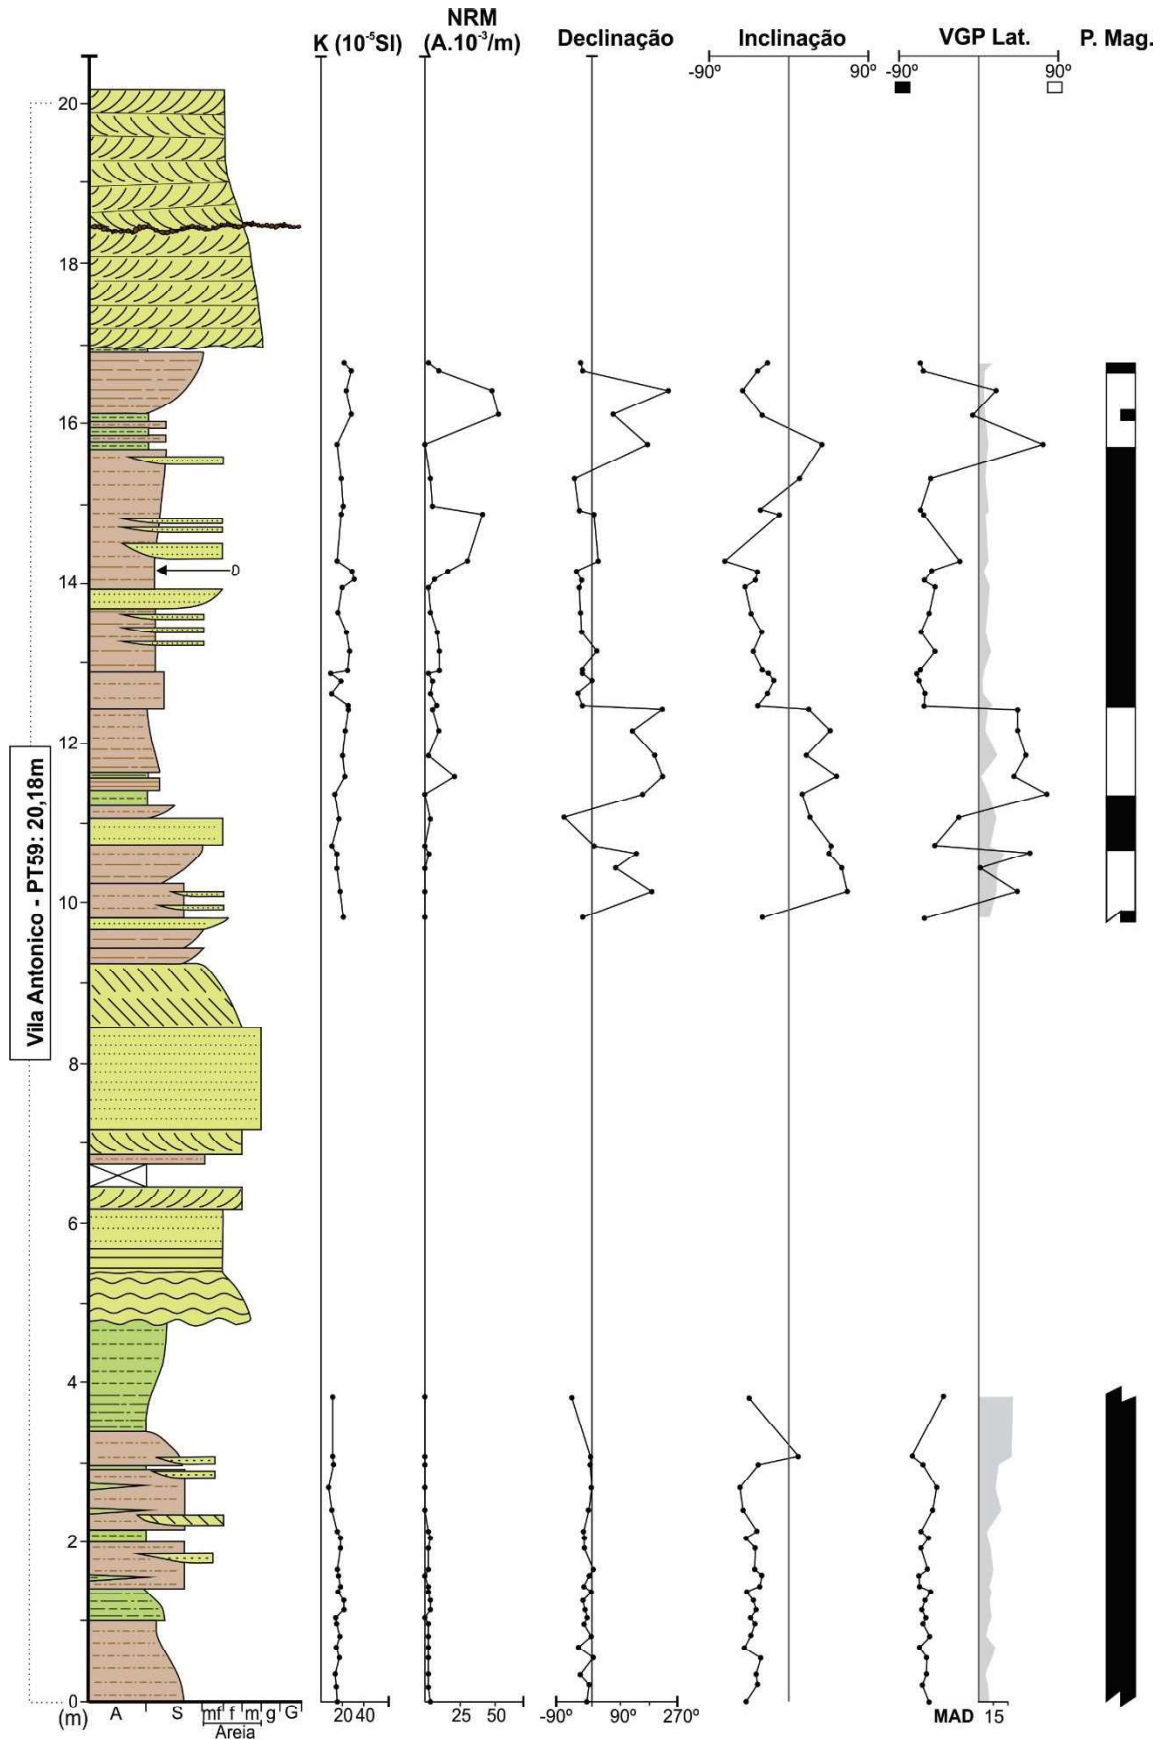 K (10⁻⁵SI)
NRM
(A.10⁻³/m)
Declinação
Inclinação
VGP Lat.
P. Mag.
-90º
90º
-90º
90º
20
18
16
14
D
12
10
8
6
4
2
0
(m)
Vila Antonico - PT59: 20,18m
A
S
mf
f
m
g
G
Areia
20
40
25
50
-90º
90º
270º
MAD
15